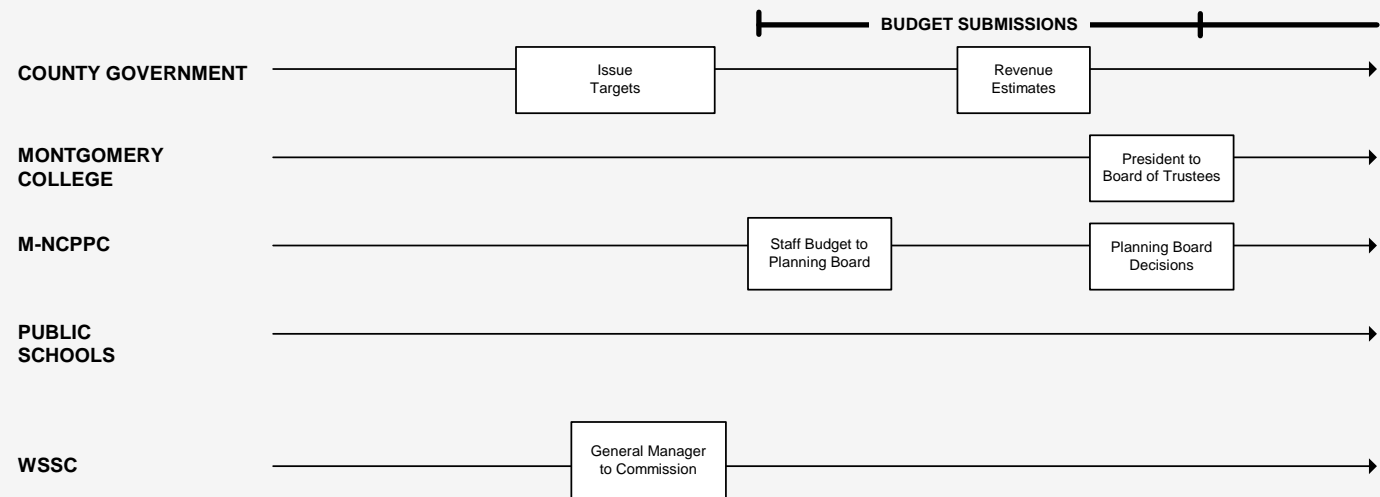 BUDGET SUBMISSIONS
COUNTY GOVERNMENT
Issue
Targets
Revenue
Estimates
MONTGOMERY
COLLEGE
President to
Board of Trustees
M-NCPPC
Staff Budget to
Planning Board
Planning Board
Decisions
PUBLIC
SCHOOLS
WSSC
General Manager
to Commission